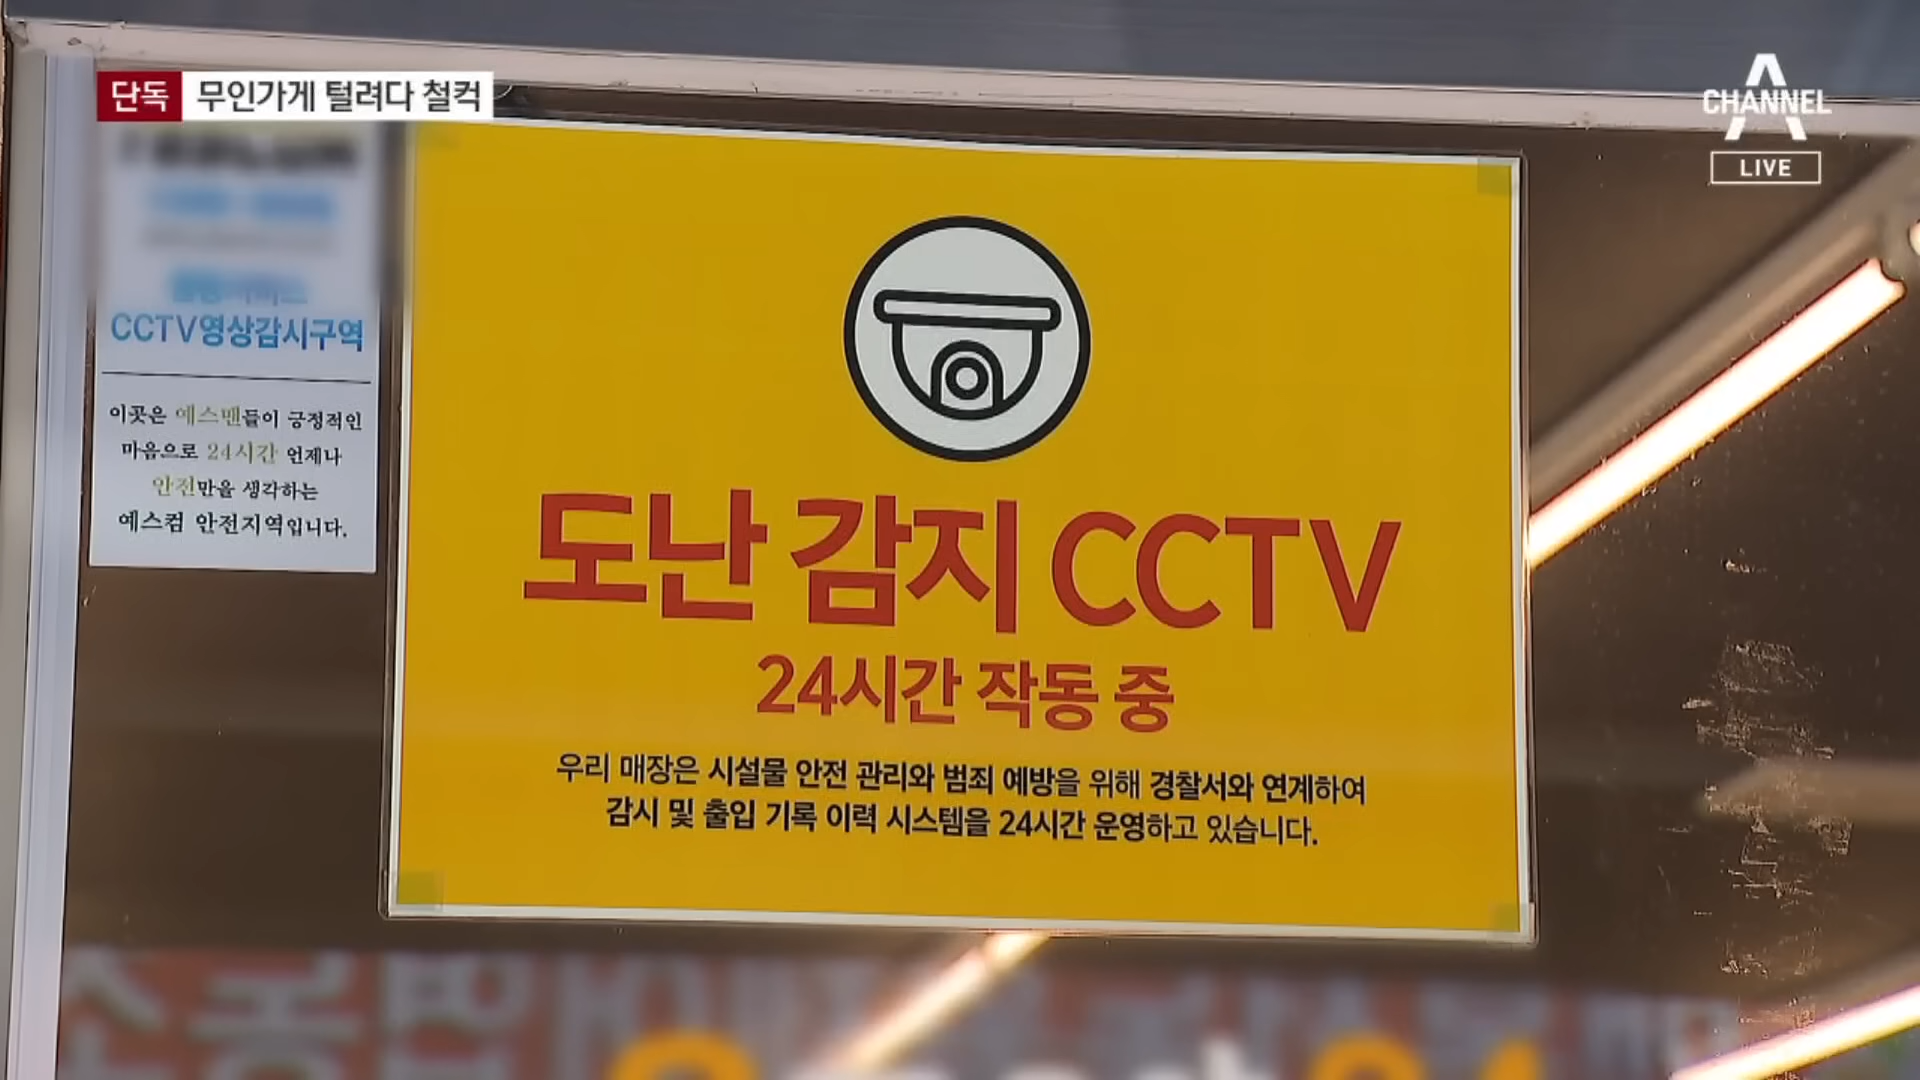 단독 무인가게 털려다 철컥
CHANNEL A
LIVE
CCTV영상감시구역
이곳은 예스맨들이 긍정적인
마음으로 24시간 언제나
안전만을 생각하는
예스컴 안전지역입니다.
도난 감지 CCTV
24시간 작동 중
우리 매장은 시설물 안전 관리와 범죄 예방을 위해 경찰서와 연계하여
감시 및 출입 기록 이력 시스템을 24시간 운영하고 있습니다.